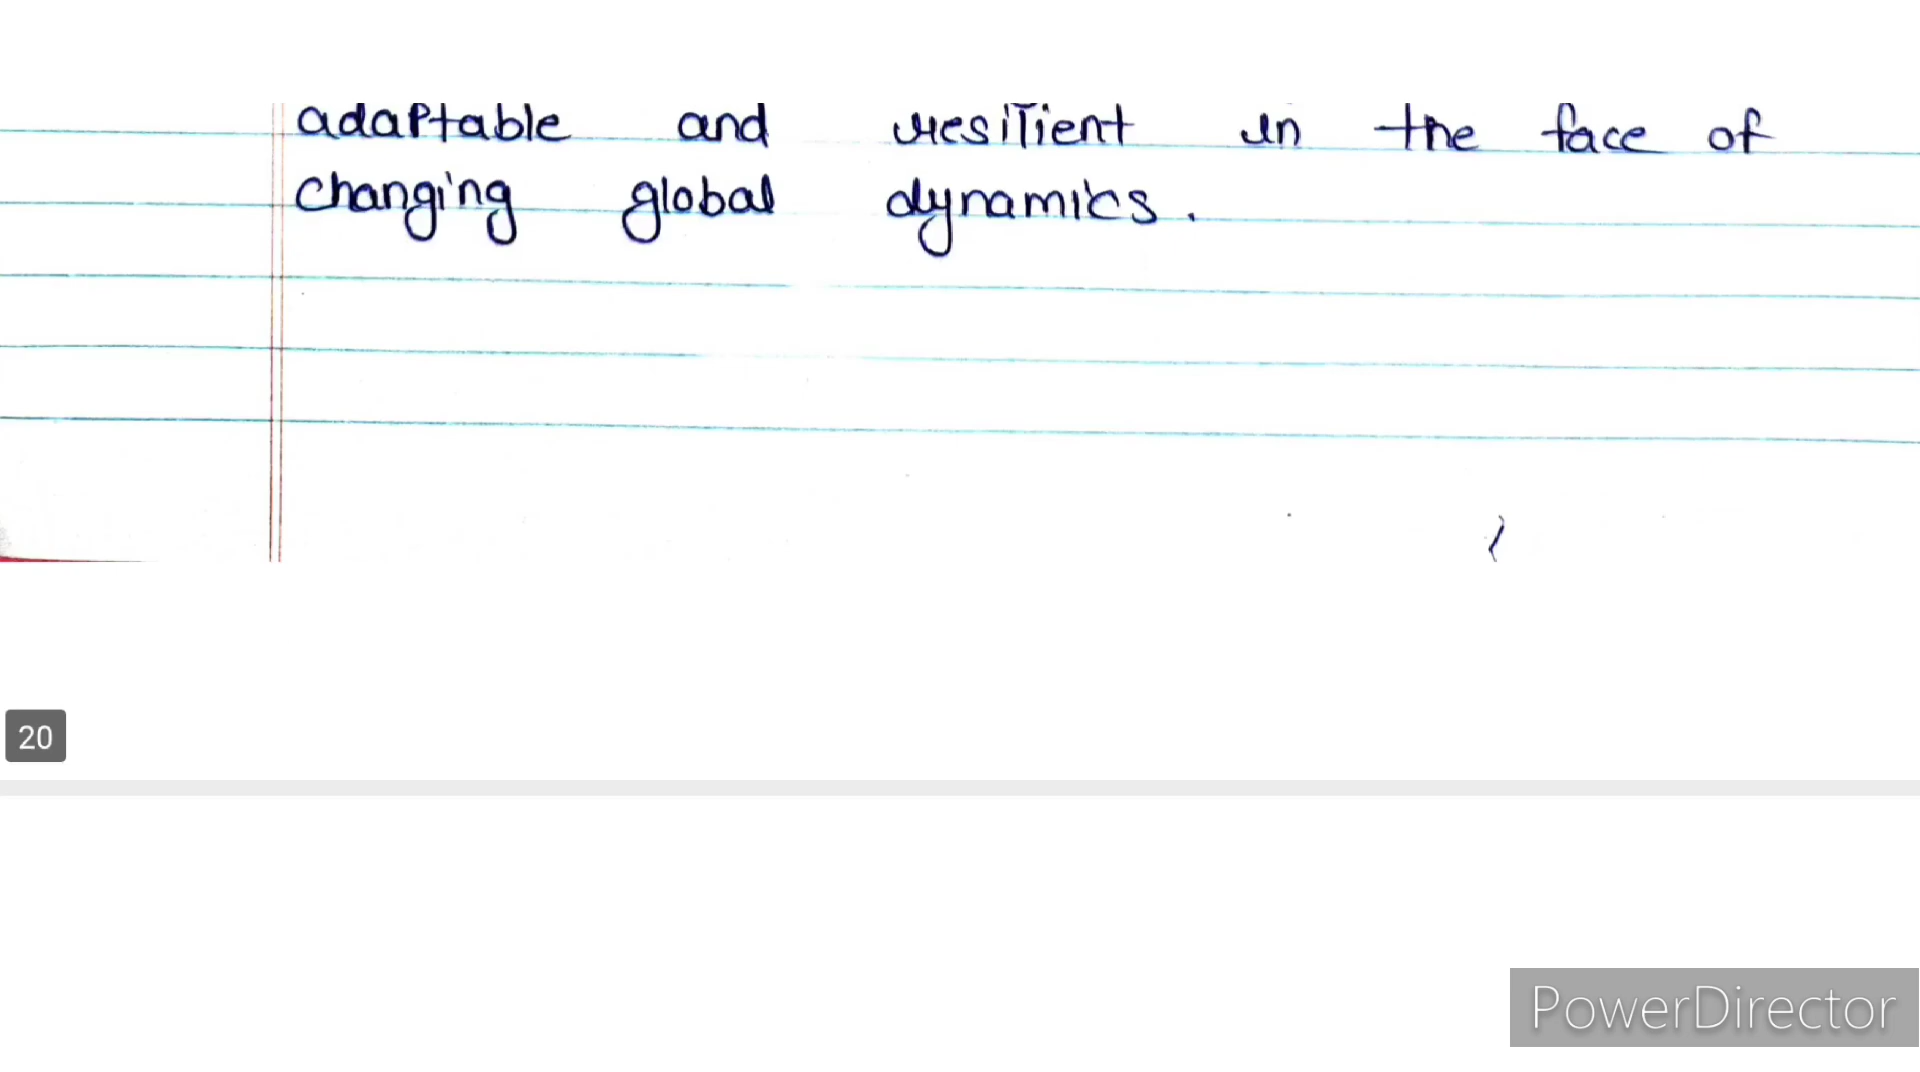 adaptable and resilient in the face of
changing global dynamics.
20
PowerDirector